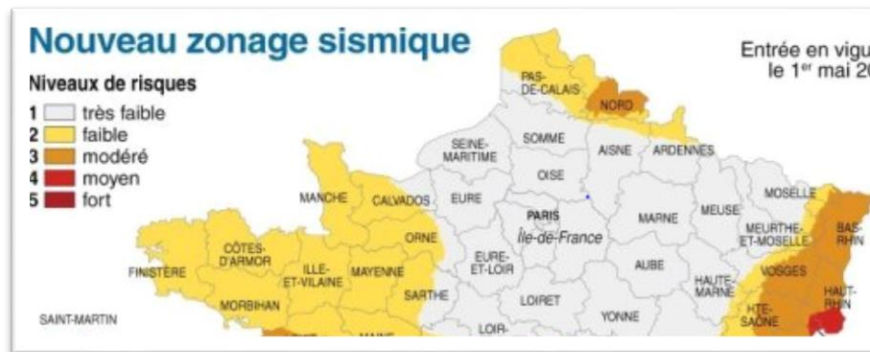 Nouveau zonage sismique
Entrée en vigu
le 1er mai 20
Niveaux de risques
1 très faible
2 faible
3 modéré
4 moyen
5 fort
PAS-
DE-CALAIS
NORD
SEINE-
MARITIME
SOMME
AISNE
ARDENNES
OISE
MANCHE
CALVADOS
EURE
PARIS
Île-de-France
MARNE
MEUSE
MOSELLE
MEURTHE-
ET-MOSELLE
BAS-
RHIN
ORNE
FINISTÈRE
CÔTES-
D'ARMOR
ILLE-
ET-VILAINE
MAYENNE
EURE-
ET-LOIR
AUBE
HAUTE-
MARNE
VOSGES
HAUT-
RHIN
MORBIHAN
SARTHE
LOIRET
YONNE
HTE-
SAÔNE
SAINT-MARTIN
LOIR-